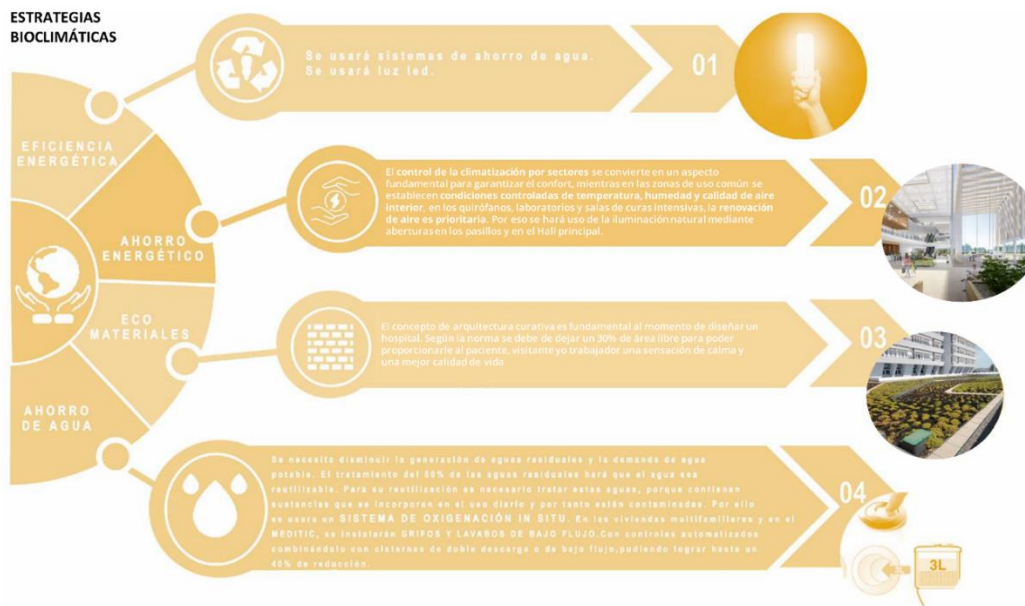 ESTRATEGIAS
BIOCLIMÁTICAS
EFICIENCIA
ENERGÉTICA
AHORRO
ENERGÉTICO
ECO
MATERIALES
AHORRO
DE AGUA
Se usará sistemas de ahorro de agua.
Se usará luz led.
01
El control de la climatización por sectores se convierte en un aspecto
fundamental para garantizar el confort, mientras en las zonas de uso común se
establecen condiciones controladas de temperatura, humedad y calidad de aire
interior, en los quirófanos, laboratorios y salas de curas intensivas, la renovación
de aire es prioritaria. Por eso se hará uso de la iluminación natural mediante
aberturas en los pasillos y en el Hall principal.
02
El concepto de arquitectura curativa es fundamental al momento de diseñar un
hospital. Según la norma se debe de dejar un 30% de área libre para poder
proporcionarle al paciente, visitante yo trabajador una sensación de calma y
una mejor calidad de vida
03
Se necesita disminuir la generación de aguas residuales y la demanda de agua
potable. El tratamiento del 50% de las aguas residuales hará que el agua sea
reutilizable. Para su reutilización es necesario tratar estas aguas, porque contienen
sustancias que se incorporan en el uso diario y por tanto están contaminadas. Por ello
se usara un SISTEMA DE OXIGENACIÓN IN SITU. En las viviendas multifamiliares y en el
MEDITIC, se instalarán GRIFOS Y LAVABOS DE BAJO FLUJO.Con controles automatizados
combinándolo con cisternas de doble descarga o de bajo flujo,pudiendo lograr hasta un
40% de reducción.
04
3L